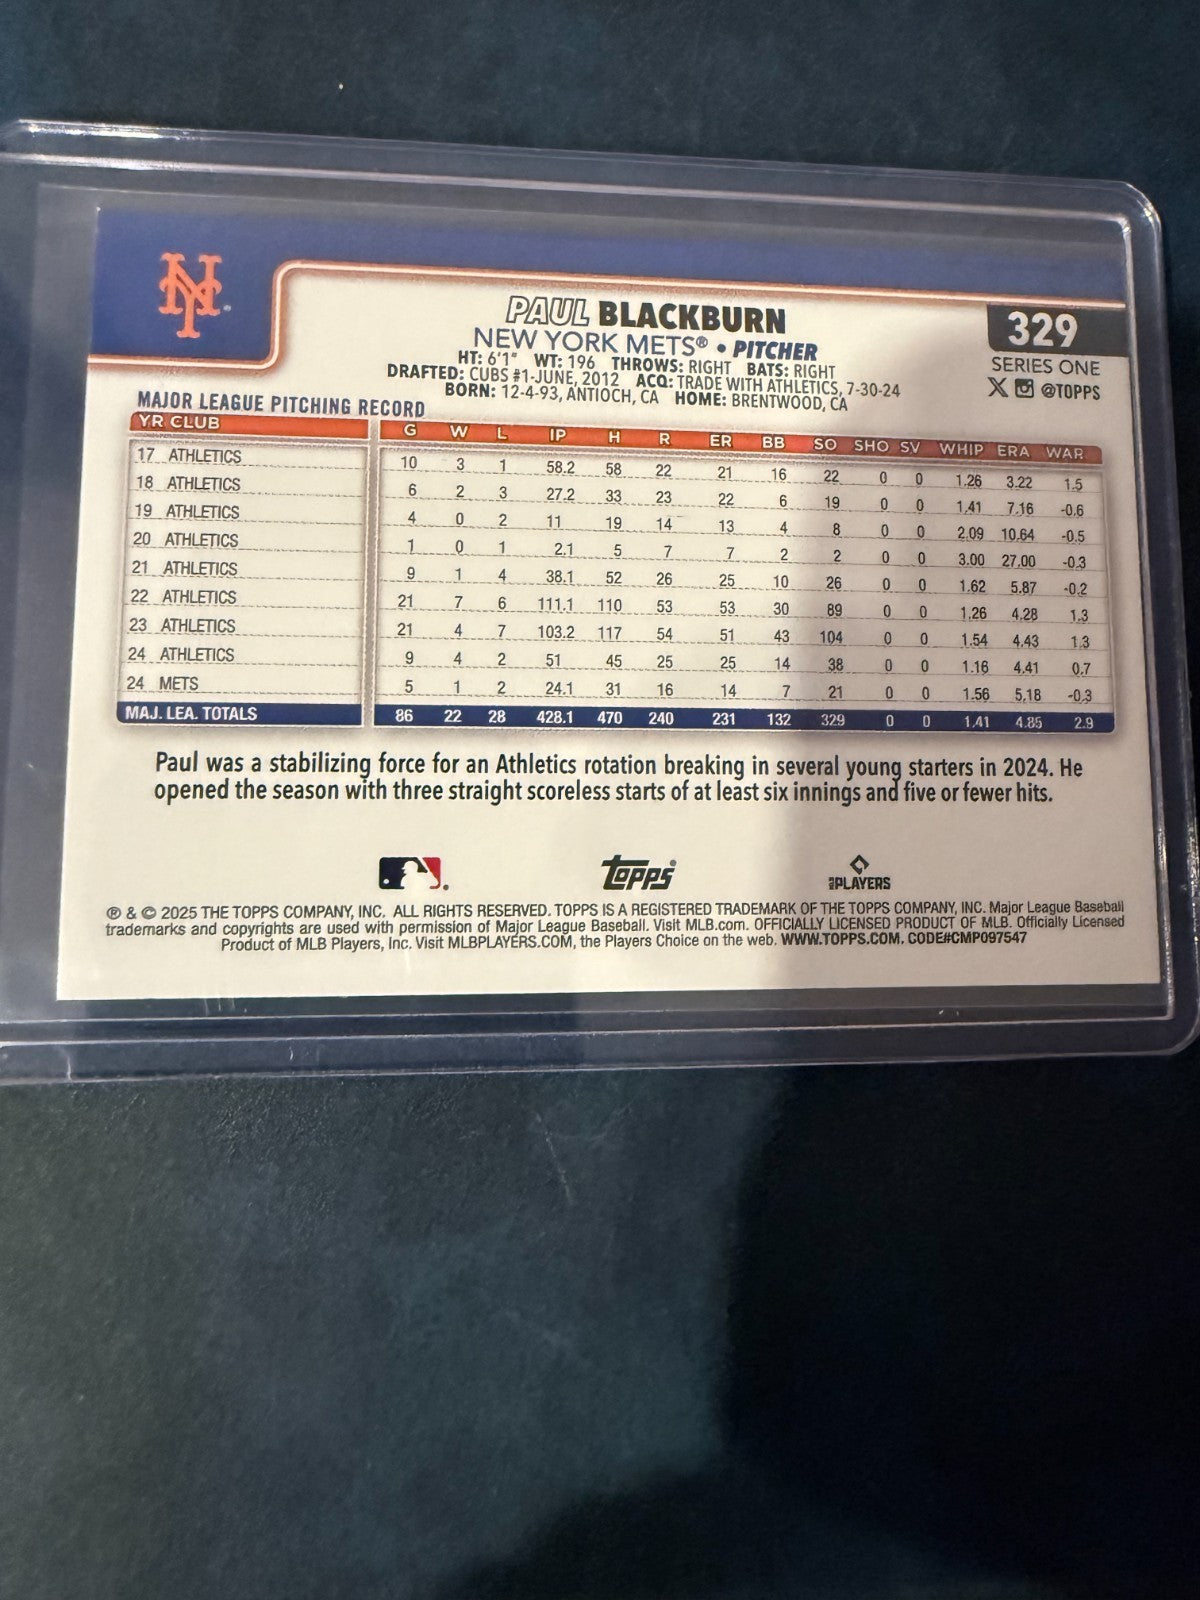 NY
PAUL BLACKBURN
329
NEW YORK METS® • PITCHER
SERIES ONE
HT: 6'1" WT: 196 THROWS: RIGHT BATS: RIGHT
@TOPPS
DRAFTED: CUBS #1-JUNE, 2012 ACQ: TRADE WITH ATHLETICS, 7-30-24
BORN: 12-4-93, ANTIOCH, CA HOME: BRENTWOOD, CA
MAJOR LEAGUE PITCHING RECORD
YR CLUB G W L IP H R ER BB SO SHO SV WHIP ERA WAR
17 ATHLETICS 10 3 1 58.2 58 22 21 16 22 0 0 1.26 3.22 1.5
18 ATHLETICS 6 2 3 27.2 33 23 22 6 19 0 0 1.41 7.16 -0.6
19 ATHLETICS 4 0 2 11 19 14 13 4 8 0 0 2.09 10.64 -0.5
20 ATHLETICS 1 0 1 2.1 5 7 7 2 2 0 0 3.00 27.00 -0.3
21 ATHLETICS 9 1 4 38.1 52 26 25 10 26 0 0 1.62 5.87 -0.2
22 ATHLETICS 21 7 6 111.1 110 53 53 30 89 0 0 1.26 4.28 1.3
23 ATHLETICS 21 4 7 103.2 117 54 51 43 104 0 0 1.54 4.43 1.3
24 ATHLETICS 9 4 2 51 45 25 25 14 38 0 0 1.16 4.41 0.7
24 METS 5 1 2 24.1 31 16 14 7 21 0 0 1.56 5.18 -0.3
MAJ. LEA. TOTALS 86 22 28 428.1 470 240 231 132 329 0 0 1.41 4.85 2.9
Paul was a stabilizing force for an Athletics rotation breaking in several young starters in 2024. He
opened the season with three straight scoreless starts of at least six innings and five or fewer hits.
topps
MLB PLAYERS
® & © 2025 THE TOPPS COMPANY, INC. ALL RIGHTS RESERVED. TOPPS IS A REGISTERED TRADEMARK OF THE TOPPS COMPANY, INC. Major League Baseball
trademarks and copyrights are used with permission of Major League Baseball. Visit MLB.com. OFFICIALLY LICENSED PRODUCT OF MLB. Officially Licensed
Product of MLB Players, Inc. Visit MLBPLAYERS.COM, the Players Choice on the web. WWW.TOPPS.COM. CODE#CMP097547